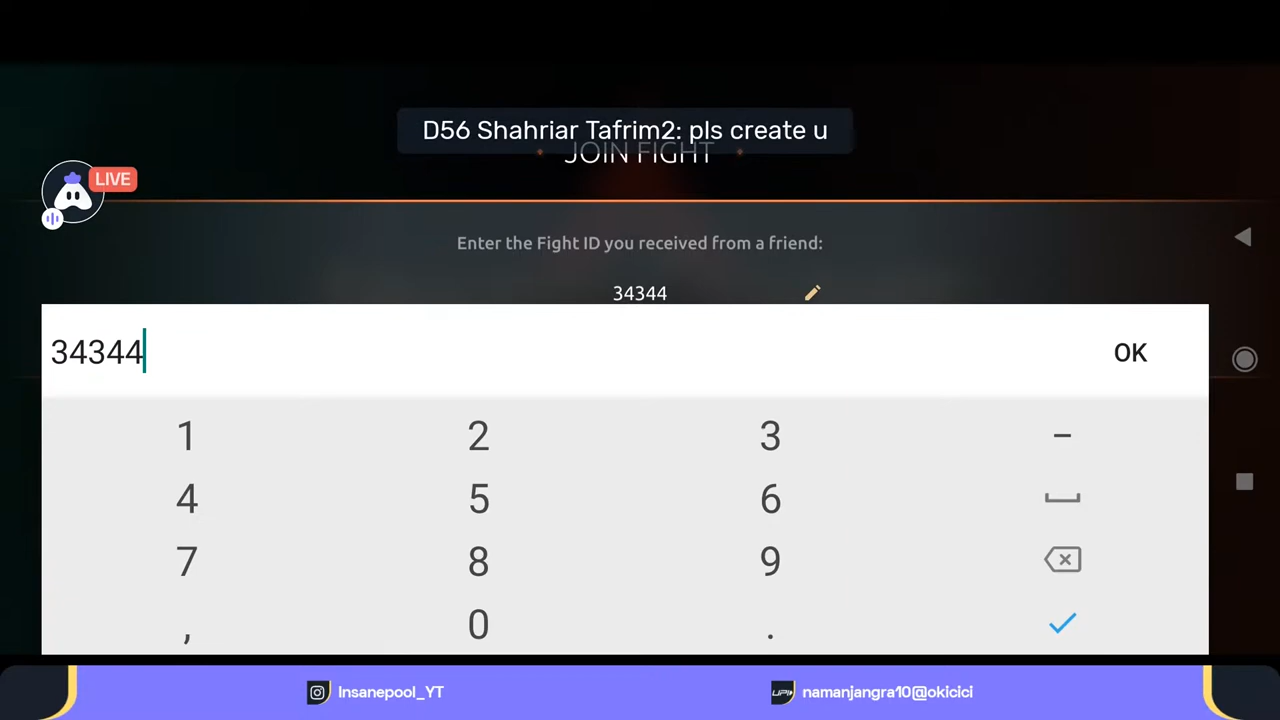 D56 Shahriar Tafrim2: pls create u
JOIN FIGHT
LIVE
Enter the Fight ID you received from a friend:
34344
34344 OK
1 2 3 –
4 5 6
7 8 9
, 0 .
Insanepool_YT
UPI namanjangra10@okicici